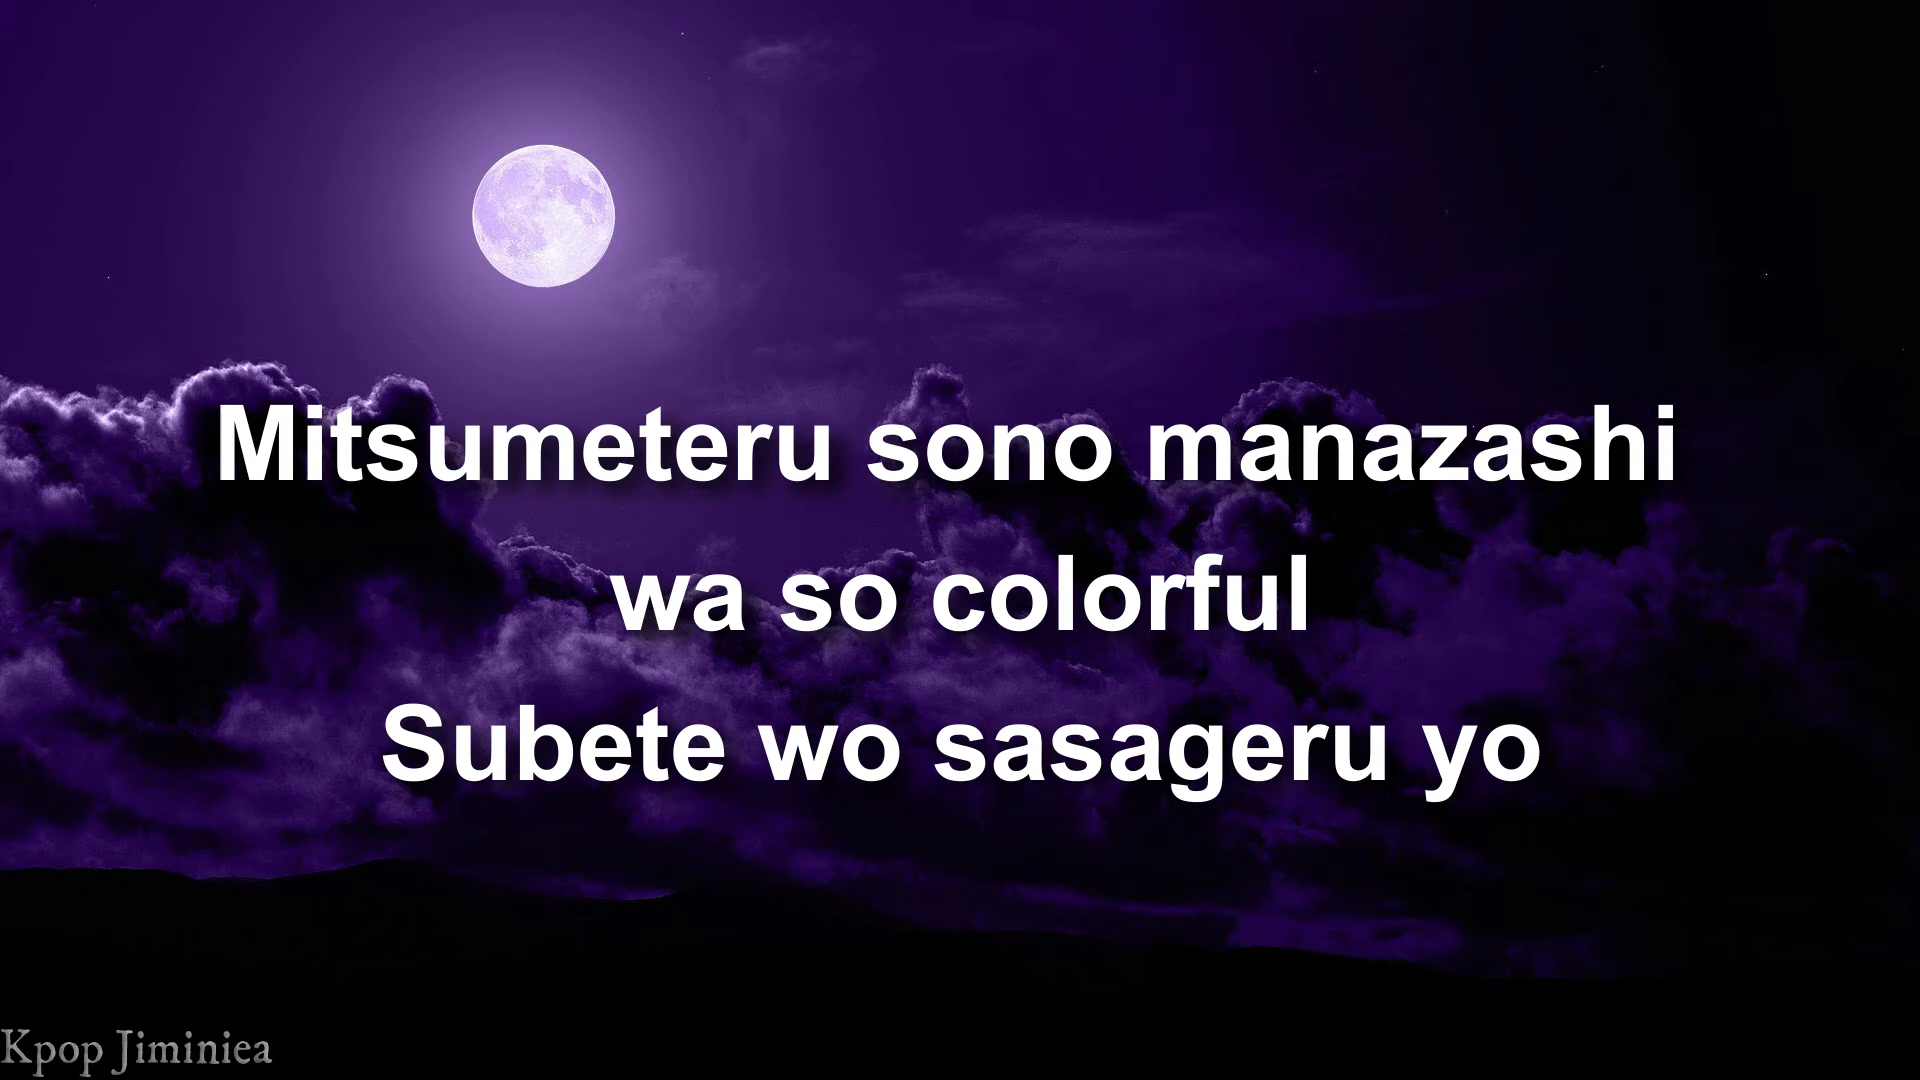 Mitsumeteru sono manazashi
wa so colorful
Subete wo sasageru yo
Kpop Jiminiea